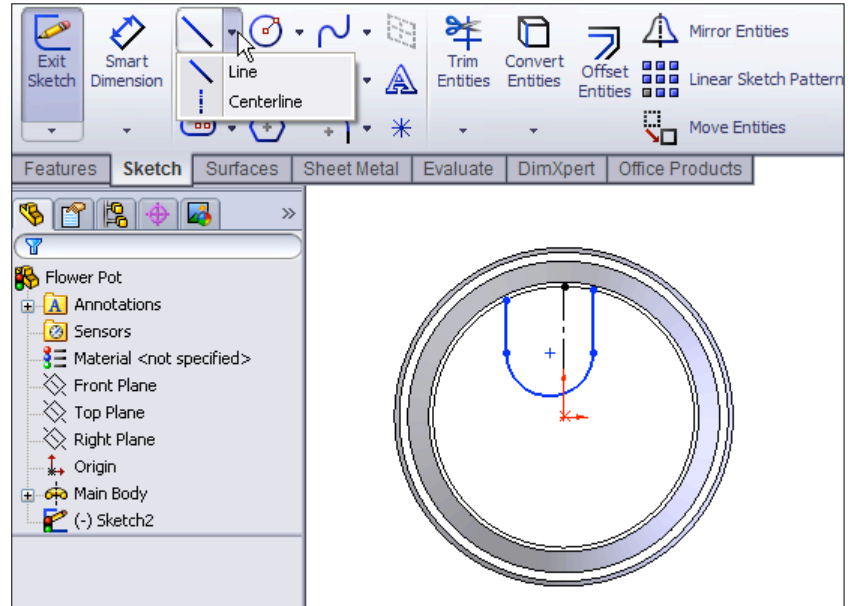 Exit Sketch
Smart Dimension
Line
Centerline
Trim Entities
Convert Entities
Offset Entities
Mirror Entities
Linear Sketch Pattern
Move Entities
Features Sketch Surfaces Sheet Metal Evaluate DimXpert Office Products
Flower Pot
Annotations
Sensors
Material <not specified>
Front Plane
Top Plane
Right Plane
Origin
Main Body
(-) Sketch2